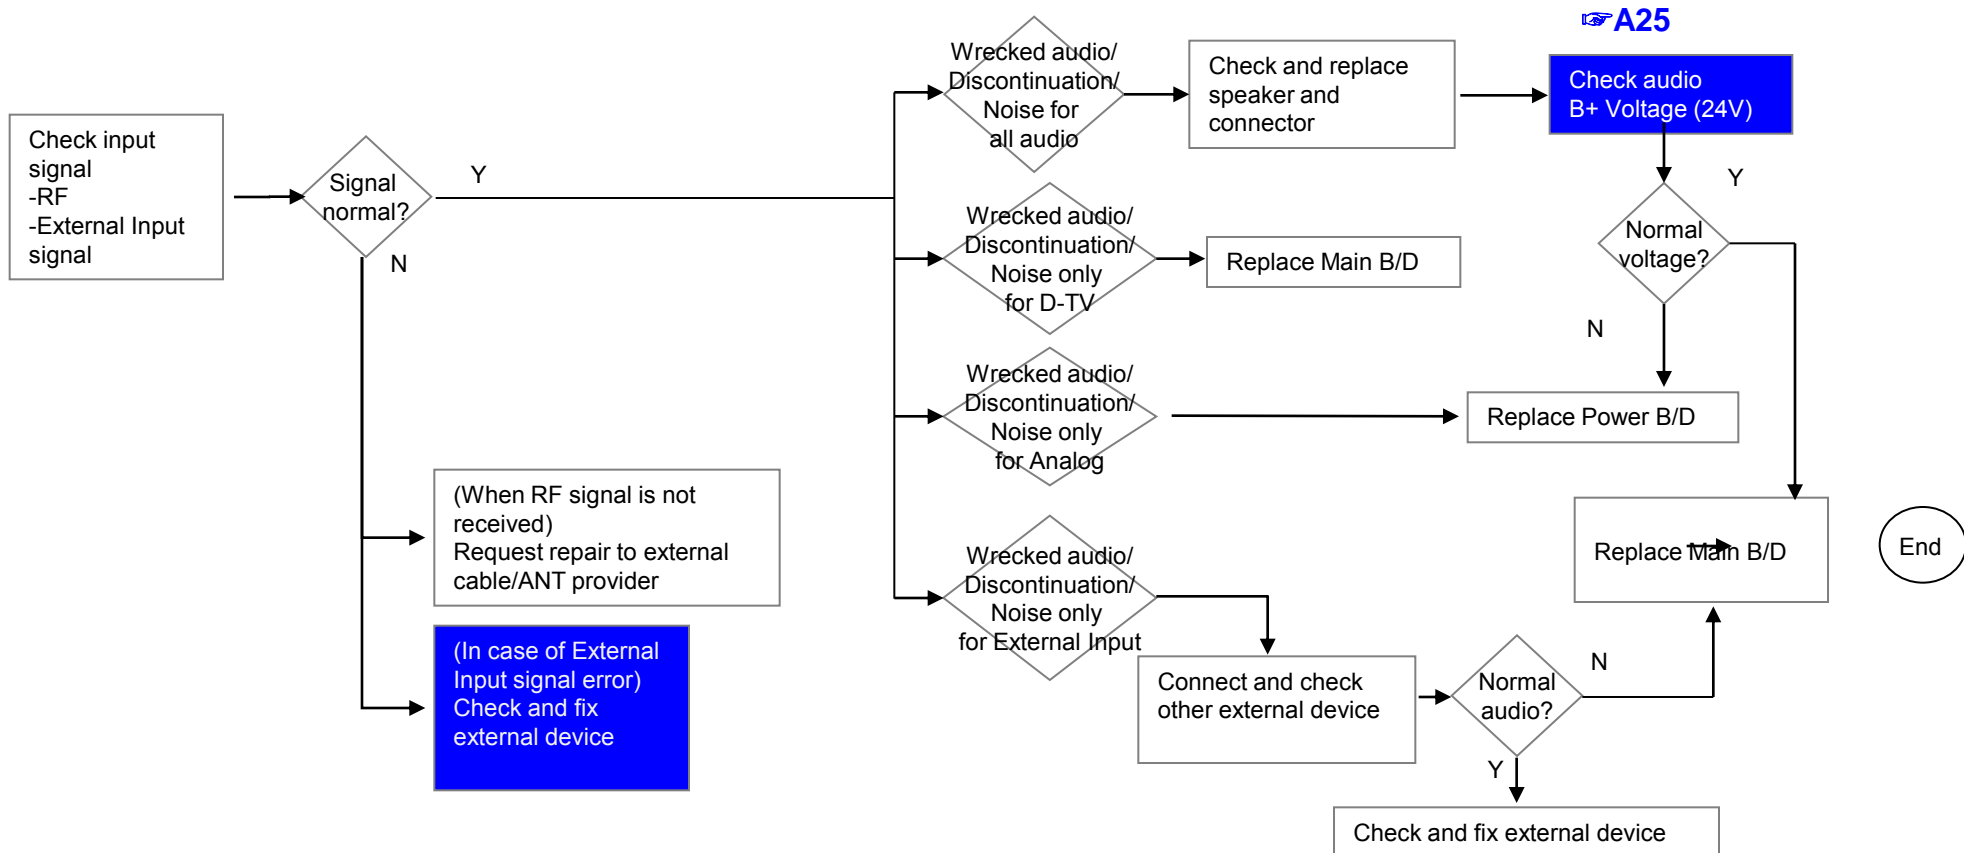 ☞A25
Check input
signal
-RF
-External Input
signal
Signal
normal?
Y
N
(When RF signal is not
received)
Request repair to external
cable/ANT provider
(In case of External
Input signal error)
Check and fix
external device
Wrecked audio/
Discontinuation/
Noise for
all audio
Check and replace
speaker and
connector
Check audio
B+ Voltage (24V)
Normal
voltage?
Y
N
Wrecked audio/
Discontinuation/
Noise only
for D-TV
Replace Main B/D
Wrecked audio/
Discontinuation/
Noise only
for Analog
Replace Power B/D
Wrecked audio/
Discontinuation/
Noise only
for External Input
Connect and check
other external device
Normal
audio?
N
Y
Replace Main B/D
End
Check and fix external device